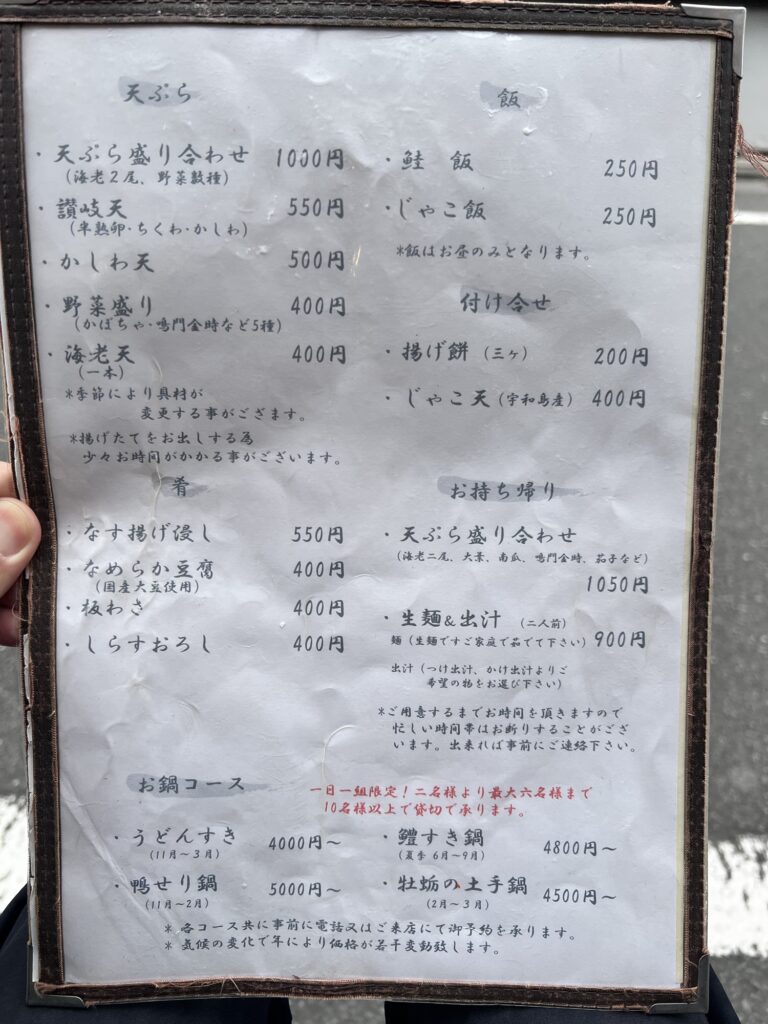 天ぷら
・天ぷら盛り合わせ 1000円
(海老2尾、野菜数種)
・讃岐天 550円
(半熟卵・ちくわ・かしわ)
・かしわ天 500円
・野菜盛り 400円
(かぼちゃ・鳴門金時など5種)
・海老天 400円
(一本)
*季節により具材が
変更する事がござます。
*揚げたてをお出しする為
少々お時間がかかる事がございます。
肴
・なす揚げ浸し 550円
・なめらか豆腐 400円
(国産大豆使用)
・板わさ 400円
・しらすおろし 400円
飯
・鮭 飯 250円
・じゃこ飯 250円
*飯はお昼のみとなります。
付け合せ
・揚げ餅 (三ヶ) 200円
・じゃこ天(宇和島産) 400円
お持ち帰り
・天ぷら盛り合わせ
(海老二尾、大葉、南瓜、鳴門金時、茄子など)
1050円
・生麺&出汁 (二人前)
麺(生麺ですご家庭で茹でて下さい) 900円
出汁(つけ出汁、かけ出汁よりご
希望の物をお選び下さい)
*ご用意するまでお時間を頂きますので
忙しい時間帯はお断りすることがござ
います。出来れば事前にご連絡下さい。
お鍋コース
一日一組限定!二名様より最大六名様まで
10名様以上で貸切で承ります。
・うどんすき 4000円~
(11月~3月)
・鴨せり鍋 5000円~
(11月~2月)
・鱧すき鍋 4800円~
(夏季 6月~9月)
・牡蛎の土手鍋 4500円~
(2月~3月)
* 各コース共に事前に電話又はご来店にて御予約を承ります。
* 気候の変化で年により価格が若干変動致します。